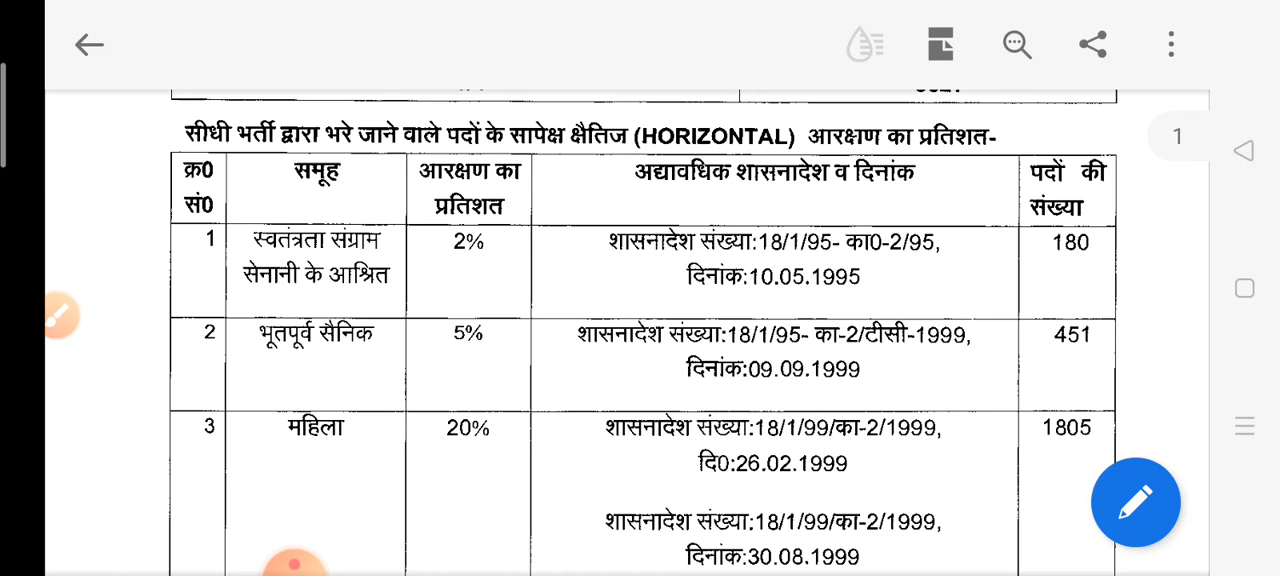 1
सीधी भर्ती द्वारा भरे जाने वाले पदों के सापेक्ष क्षैतिज (HORIZONTAL) आरक्षण का प्रतिशत-
क्र0 सं0 समूह आरक्षण का प्रतिशत अद्यावधिक शासनादेश व दिनांक पदों की संख्या
1 स्वतंत्रता संग्राम 2% शासनादेश संख्या:18/1/95- का0-2/95, 180
सेनानी के आश्रित दिनांक:10.05.1995
2 भूतपूर्व सैनिक 5% शासनादेश संख्या:18/1/95- का-2/टीसी-1999, 451
दिनांक:09.09.1999
3 महिला 20% शासनादेश संख्या:18/1/99/का-2/1999, 1805
दि0:26.02.1999
शासनादेश संख्या:18/1/99/का-2/1999,
दिनांक:30.08.1999